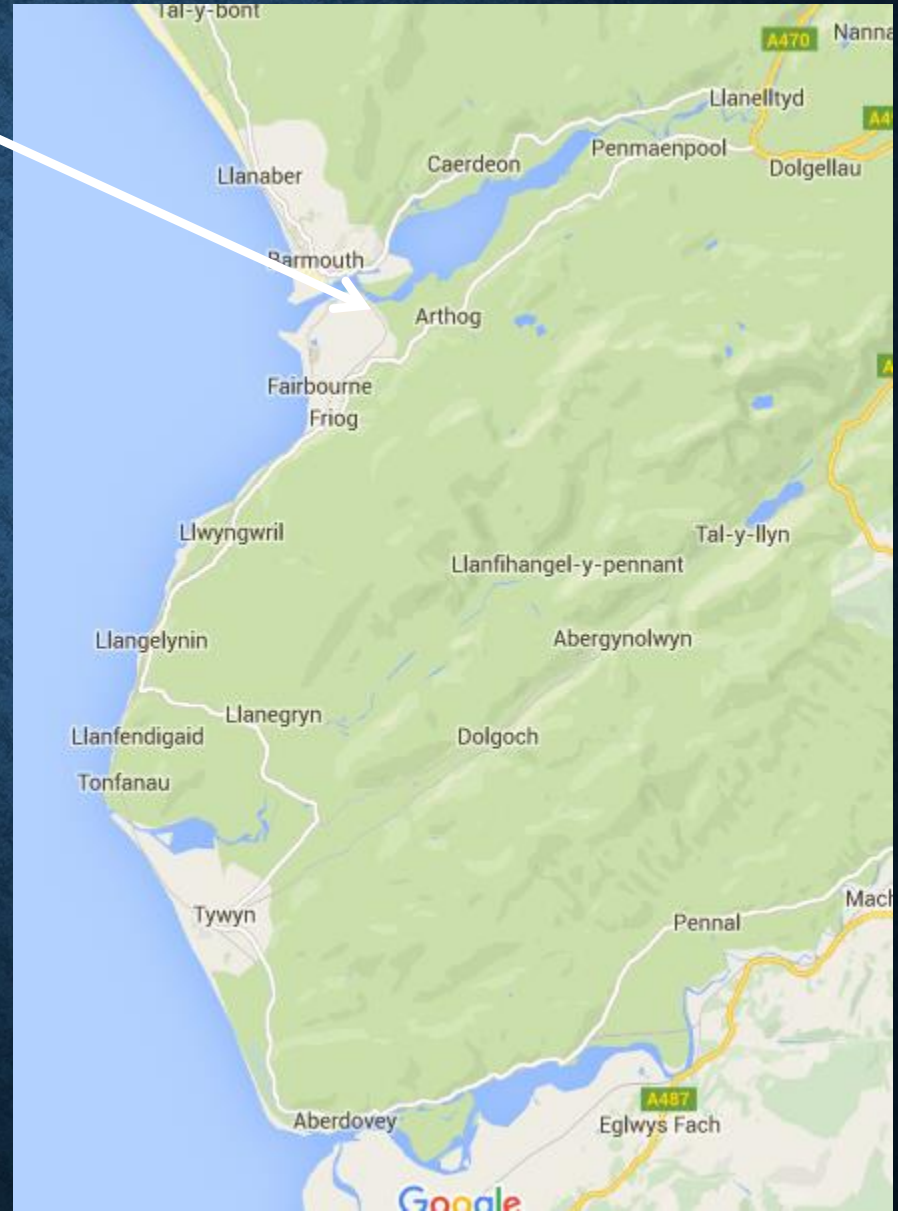 Tal-y-bont
A470
Nanna
Llanelltyd
A4
Penmaenpool
Caerdeon
Dolgellau
Llanaber
Barmouth
Arthog
A
Fairbourne
Friog
Llwyngwril
Tal-y-llyn
Llanfihangel-y-pennant
Llangelynin
Abergynolwyn
Llanegryn
Llanfendigaid
Dolgoch
Tonfanau
Mach
Tywyn
Pennal
A487
Aberdovey
Eglwys Fach
Google